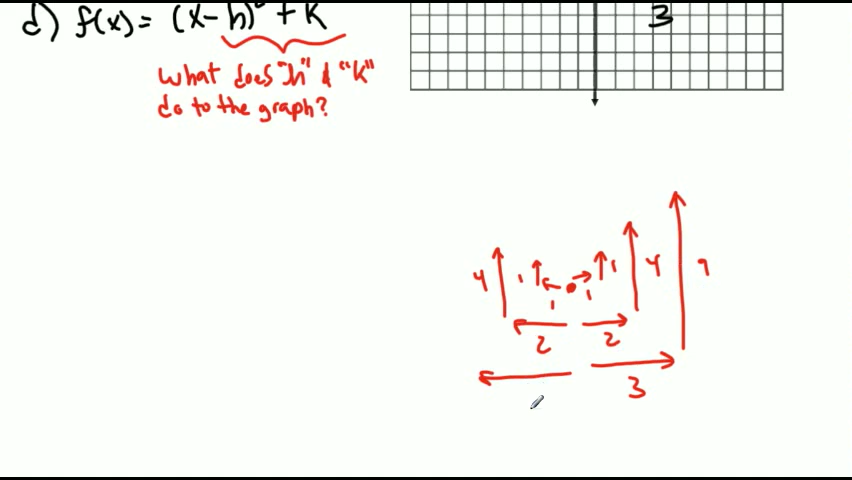 d) f(x) = (x-h)² + K
3
what does "h" & "K"
do to the graph?
4 1 1 4 9
1 1
2 2
3